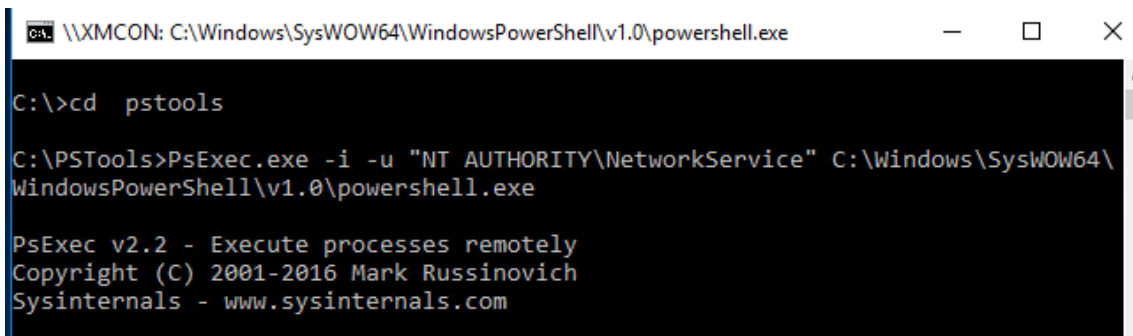 \\XMCON: C:\Windows\SysWOW64\WindowsPowerShell\v1.0\powershell.exe
C:\>cd  pstools
C:\PSTools>PsExec.exe -i -u "NT AUTHORITY\NetworkService" C:\Windows\SysWOW64\
WindowsPowerShell\v1.0\powershell.exe
PsExec v2.2 - Execute processes remotely
Copyright (C) 2001-2016 Mark Russinovich
Sysinternals - www.sysinternals.com